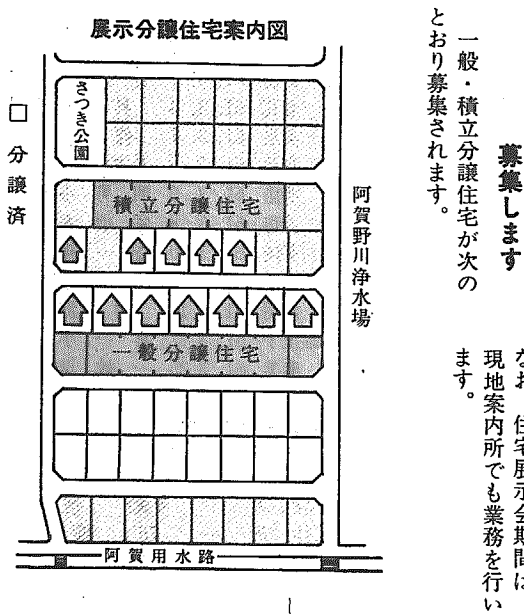 募集します
一般・積立分譲住宅が次の
とおり募集されます。
なお、住宅展示会期間は
現地案内所でも業務を行い
ます。
展示分譲住宅案内図
さつき公園
□ 分譲済
積立分譲住宅
阿賀野川浄水場
一般分譲住宅
阿賀用水路